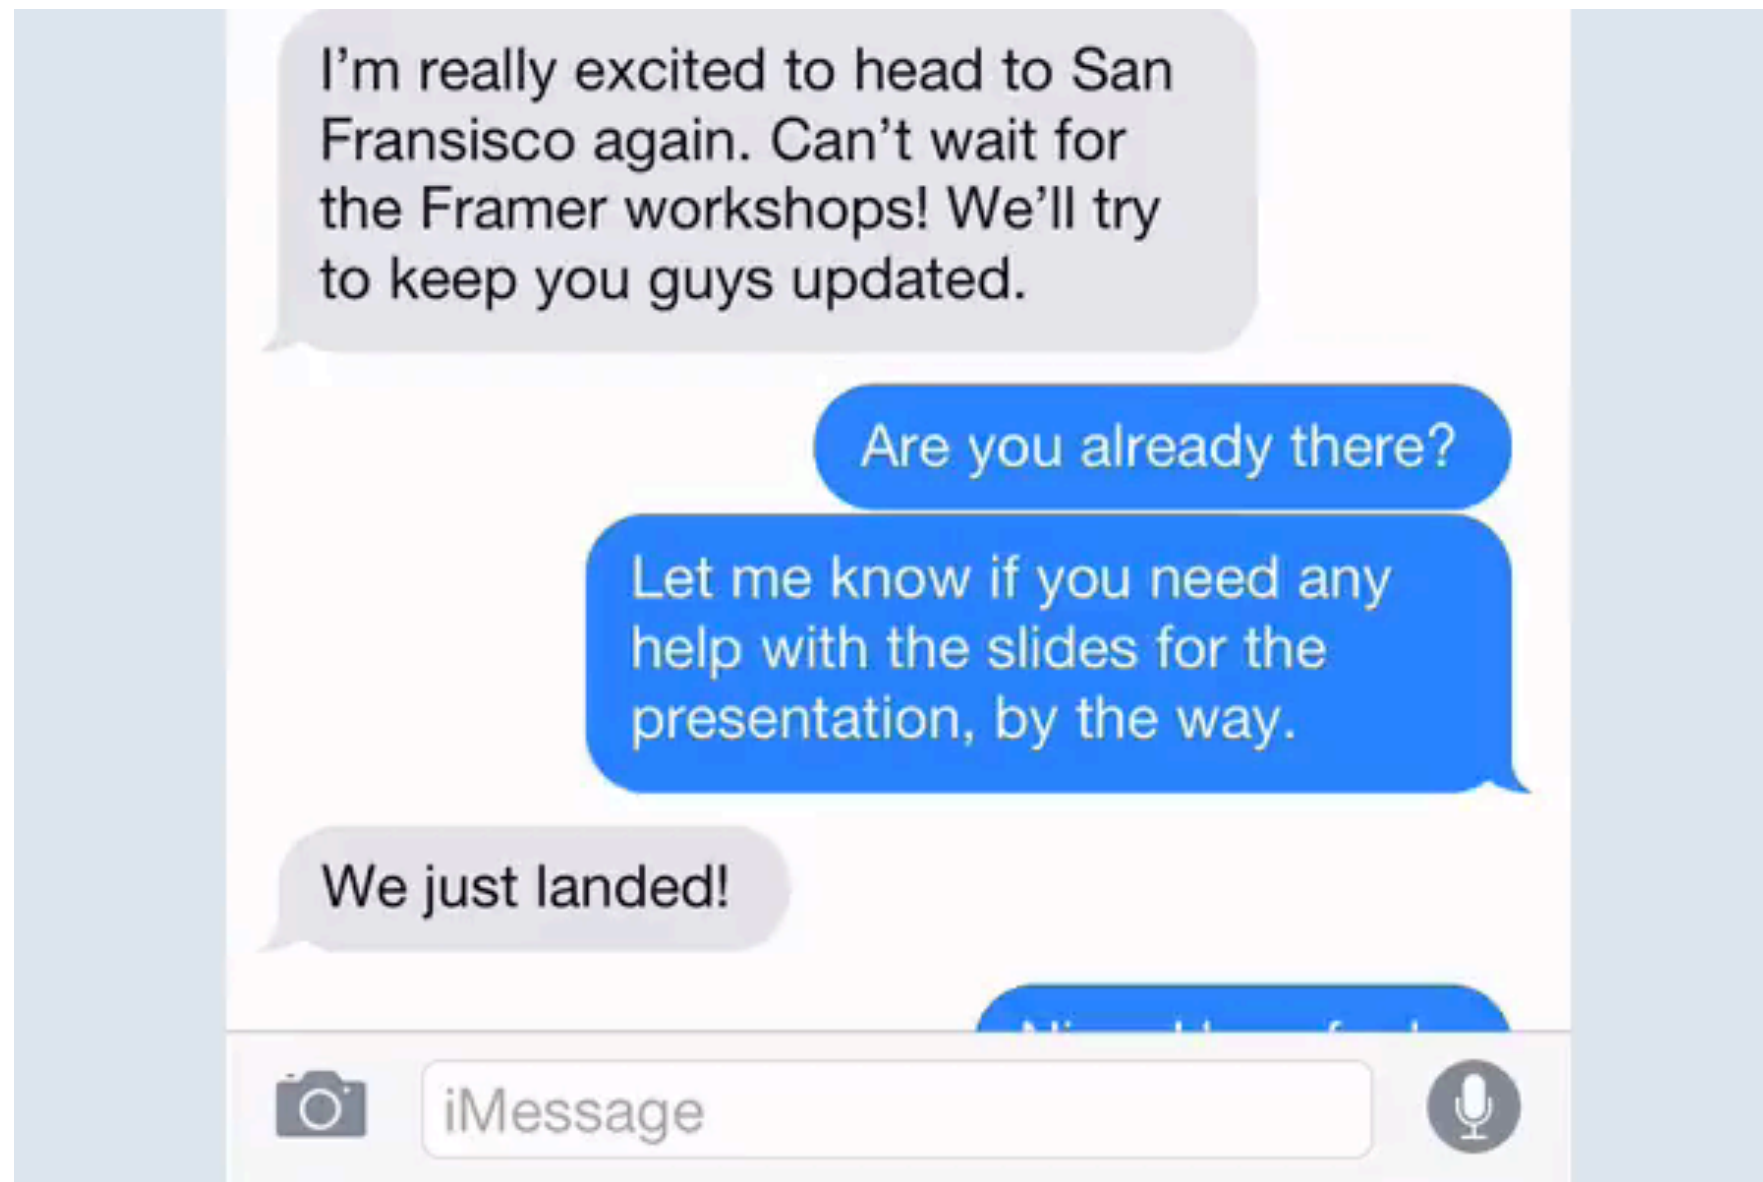 I’m really excited to head to San
Fransisco again. Can’t wait for
the Framer workshops! We’ll try
to keep you guys updated.
Are you already there?
Let me know if you need any
help with the slides for the
presentation, by the way.
We just landed!
iMessage